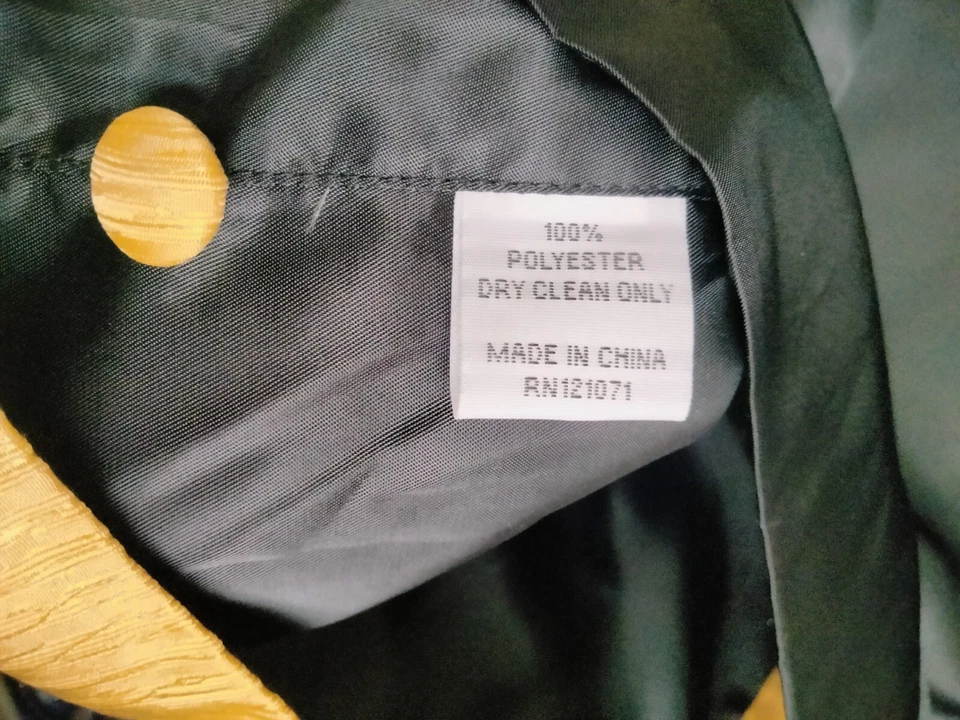 100%
POLYESTER
DRY CLEAN ONLY
MADE IN CHINA
RN121071